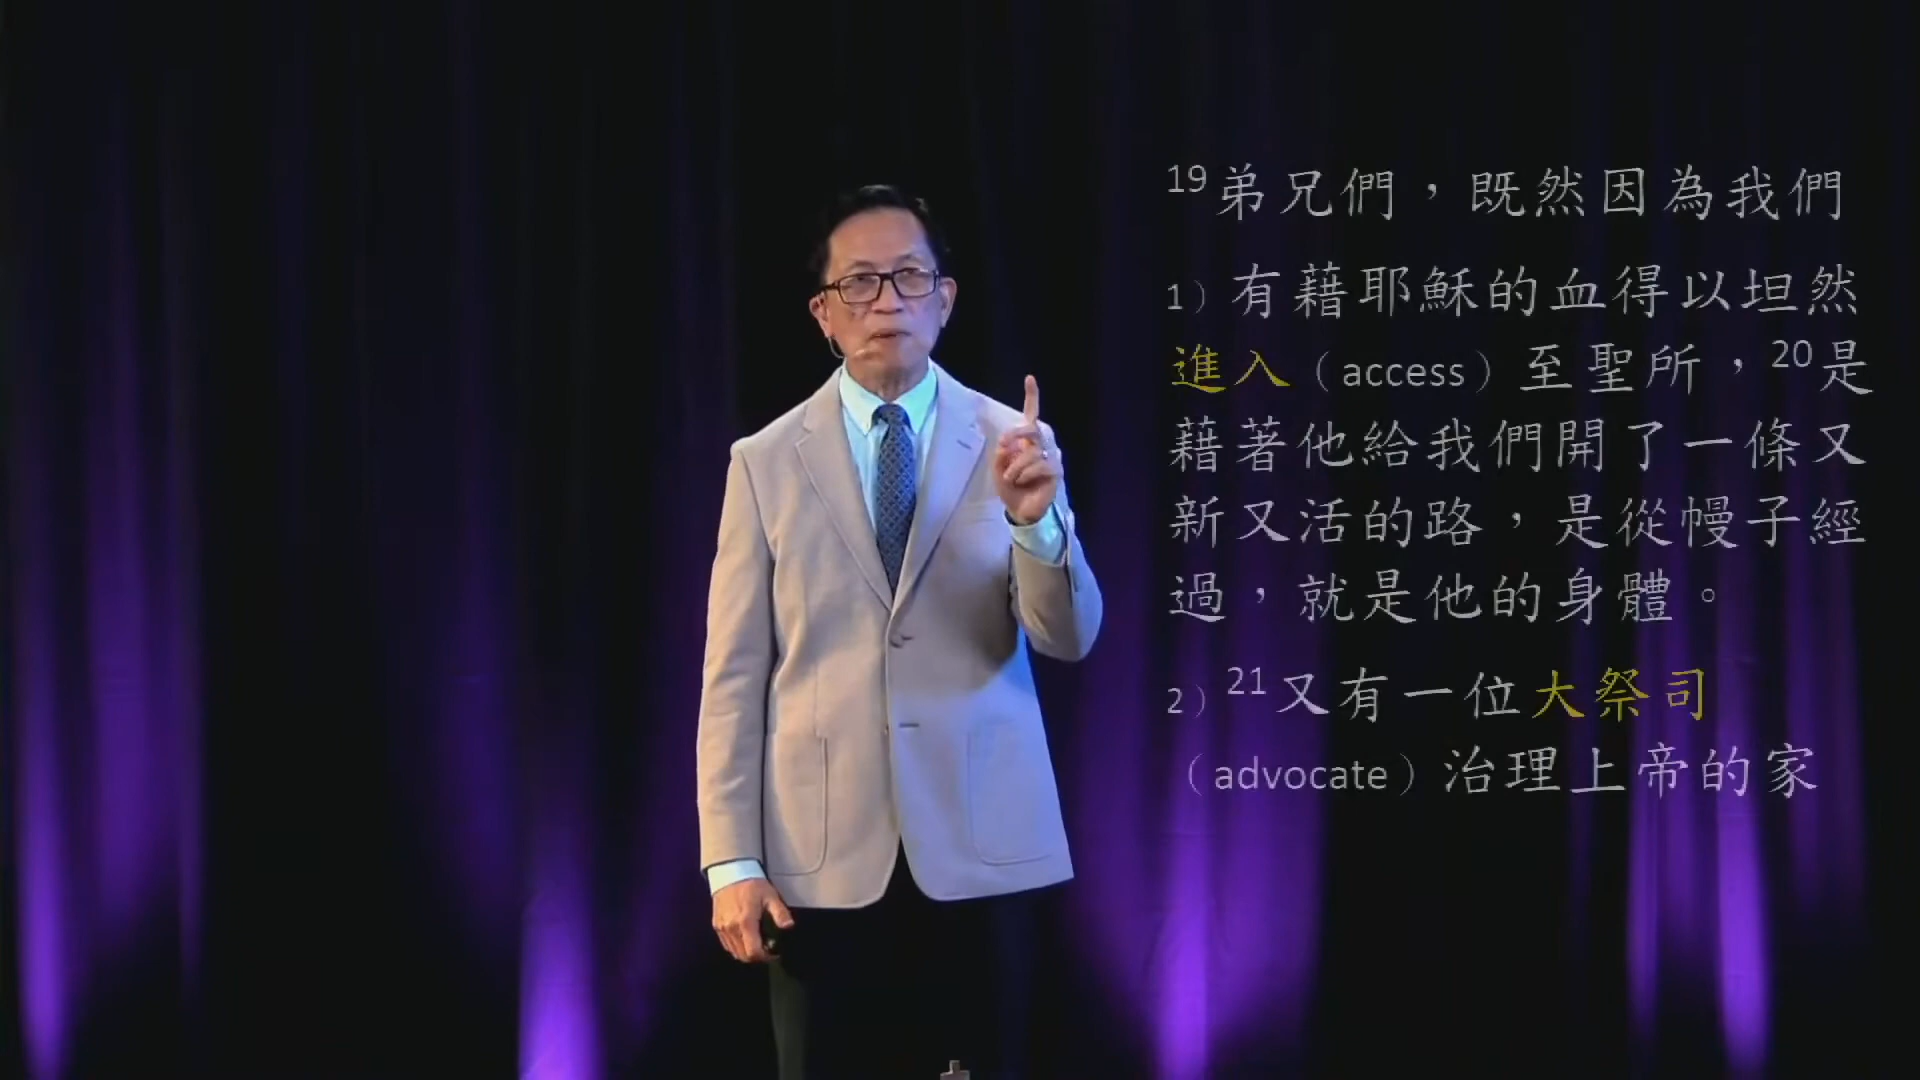 19弟兄們，既然因為我們
1）有藉耶穌的血得以坦然
進入（access）至聖所，20是
藉著他給我們開了一條又
新又活的路，是從幔子經
過，就是他的身體。
2）21又有一位大祭司
（advocate）治理上帝的家